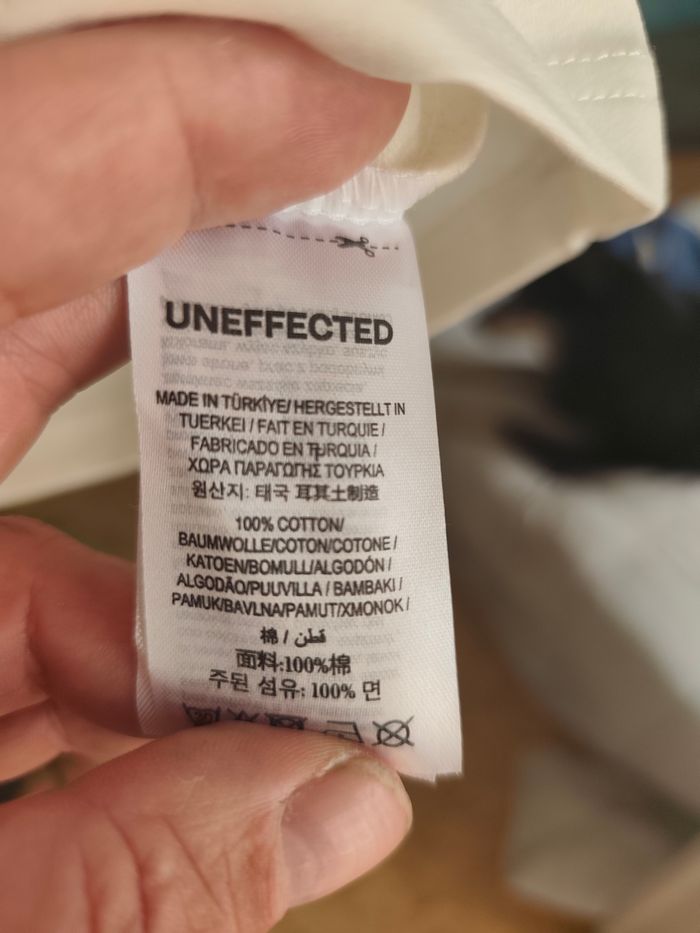 UNEFFECTED
MADE IN TÜRKİYE/ HERGESTELLT IN
TUERKEI / FAIT EN TURQUIE /
FABRICADO EN TURQUIA /
ΧΩΡΑ ΠΑΡΑΓΩΓΗΣ ΤΟΥΡΚΙΑ
원산지: 태국 耳其土制造
100% COTTON/
BAUMWOLLE/COTON/COTONE /
KATOEN/BOMULL/ALGODÓN /
ALGODÃO/PUUVILLA / BAMBAKI /
PAMUK/BAVLNA/PAMUT/XMONOK /
棉 / قطن
面料:100%棉
주된 섬유: 100% 면